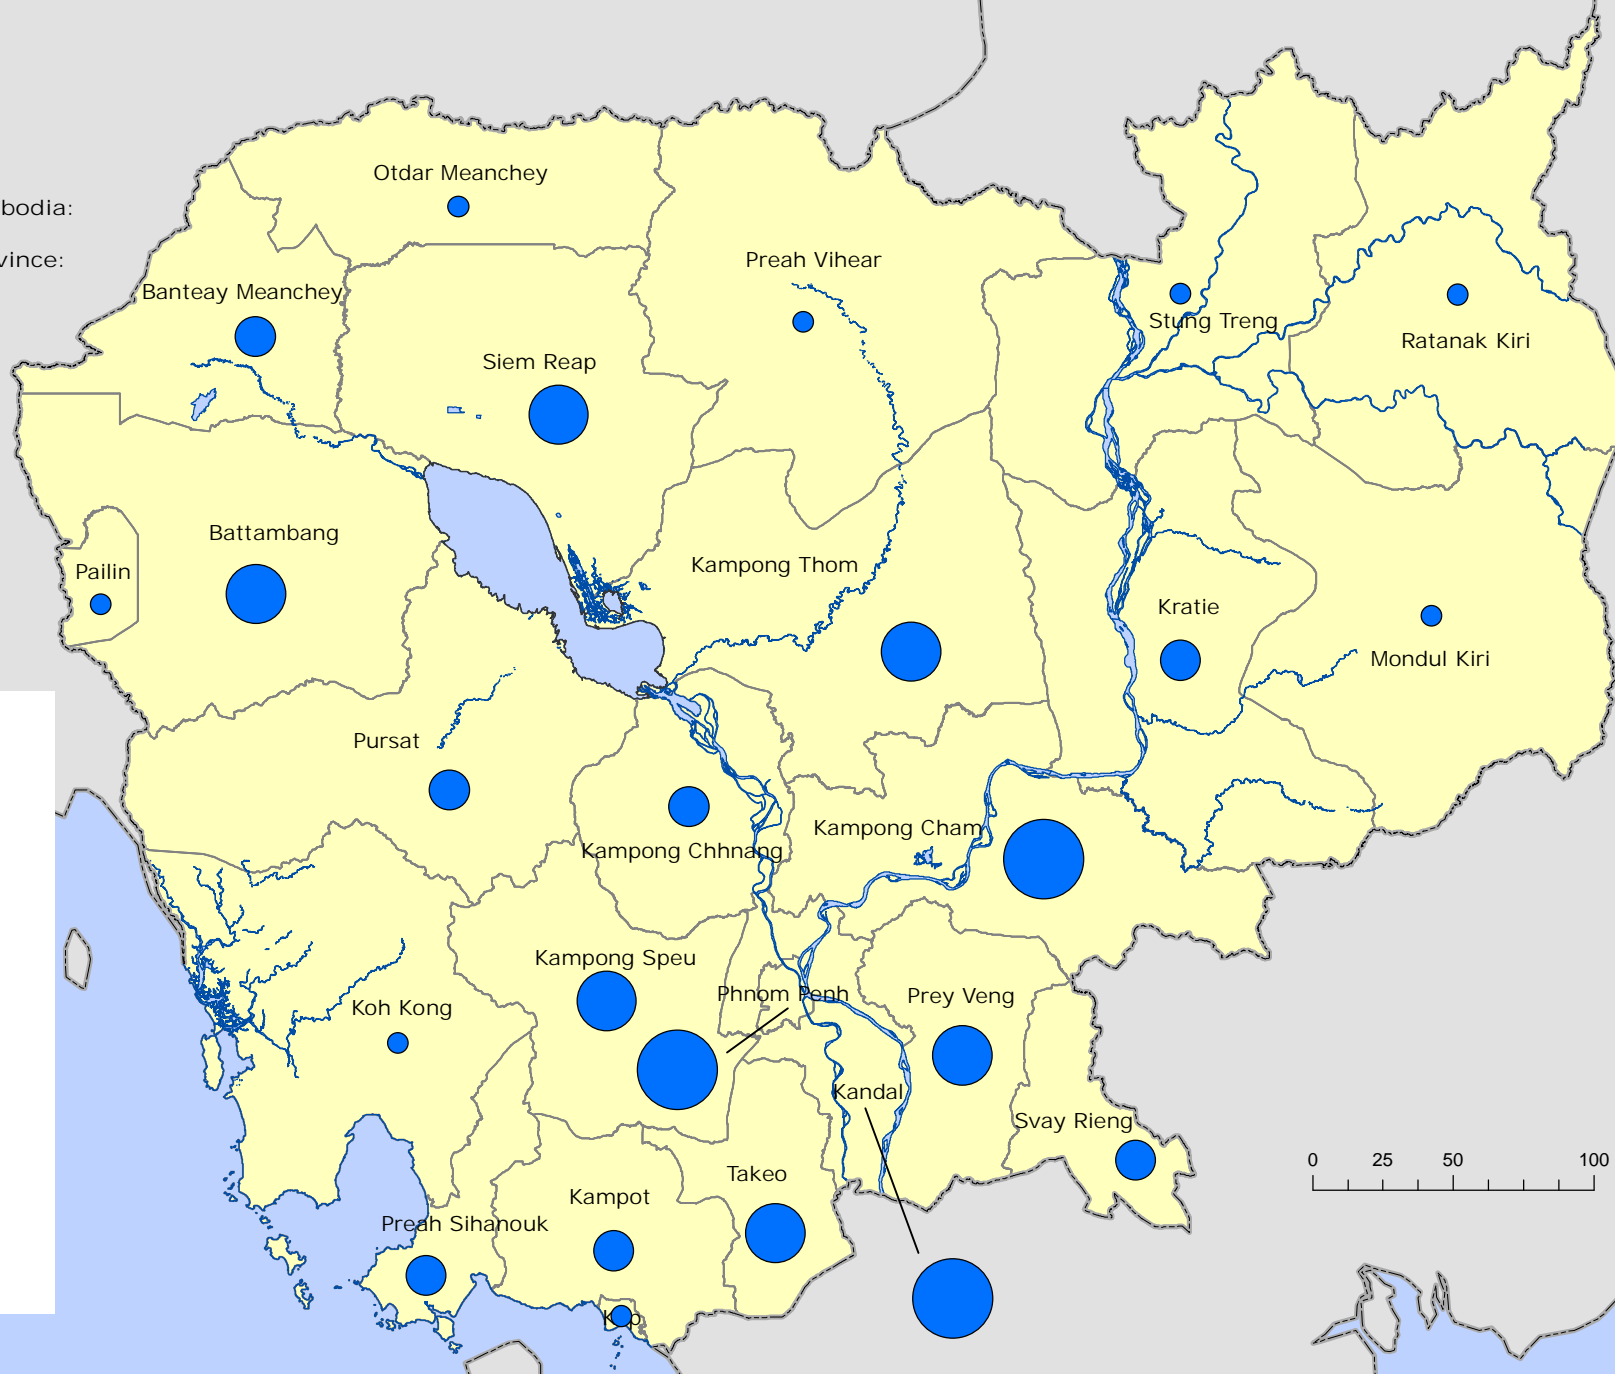 Otdar Meanchey
bodia:
vince:
Preah Vihear
Banteay Meanchey
Stung Treng
Ratanak Kiri
Siem Reap
Battambang
Kampong Thom
Pailin
Kratie
Mondul Kiri
Pursat
Kampong Cham
Kampong Chhnang
Kampong Speu
Phnom Penh
Prey Veng
Koh Kong
Kandal
Svay Rieng
0 25 50 100
Takeo
Kampot
Preah Sihanouk